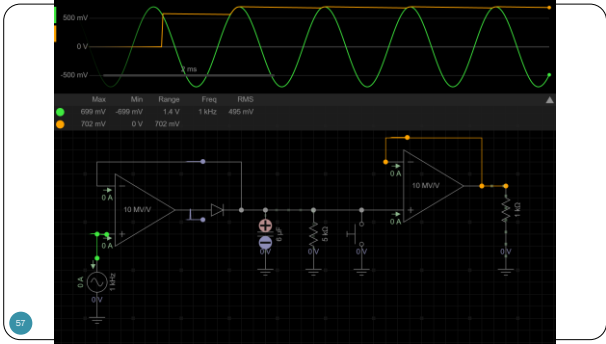 500 mV
0 V
-500 mV
2 ms
Max Min Range Freq RMS
699 mV -699 mV 1.4 V 1 kHz 495 mV
702 mV 0 V 702 mV
0 A
10 MV/V
0 A
0 A
1 kHz
0 V
0 V
5 kΩ
0 V
0 V
0 A
10 MV/V
0 A
1 kΩ
0 V
57